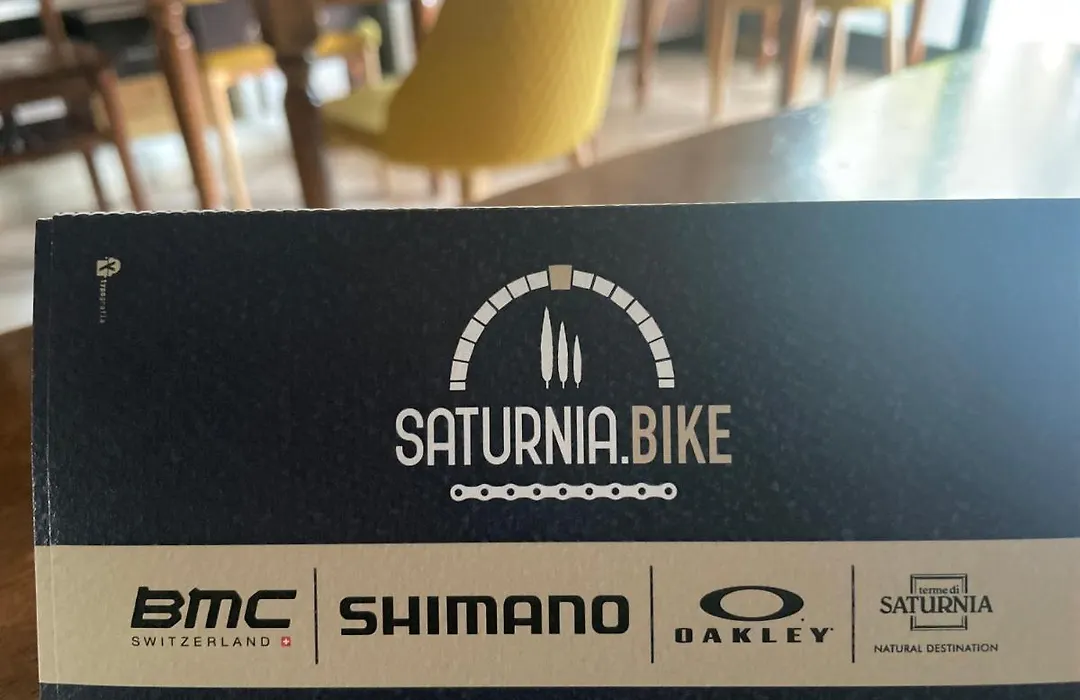 SATURNIA.BIKE
BMC
SWITZERLAND
SHIMANO
OAKLEY
terme di
SATURNIA
NATURAL DESTINATION